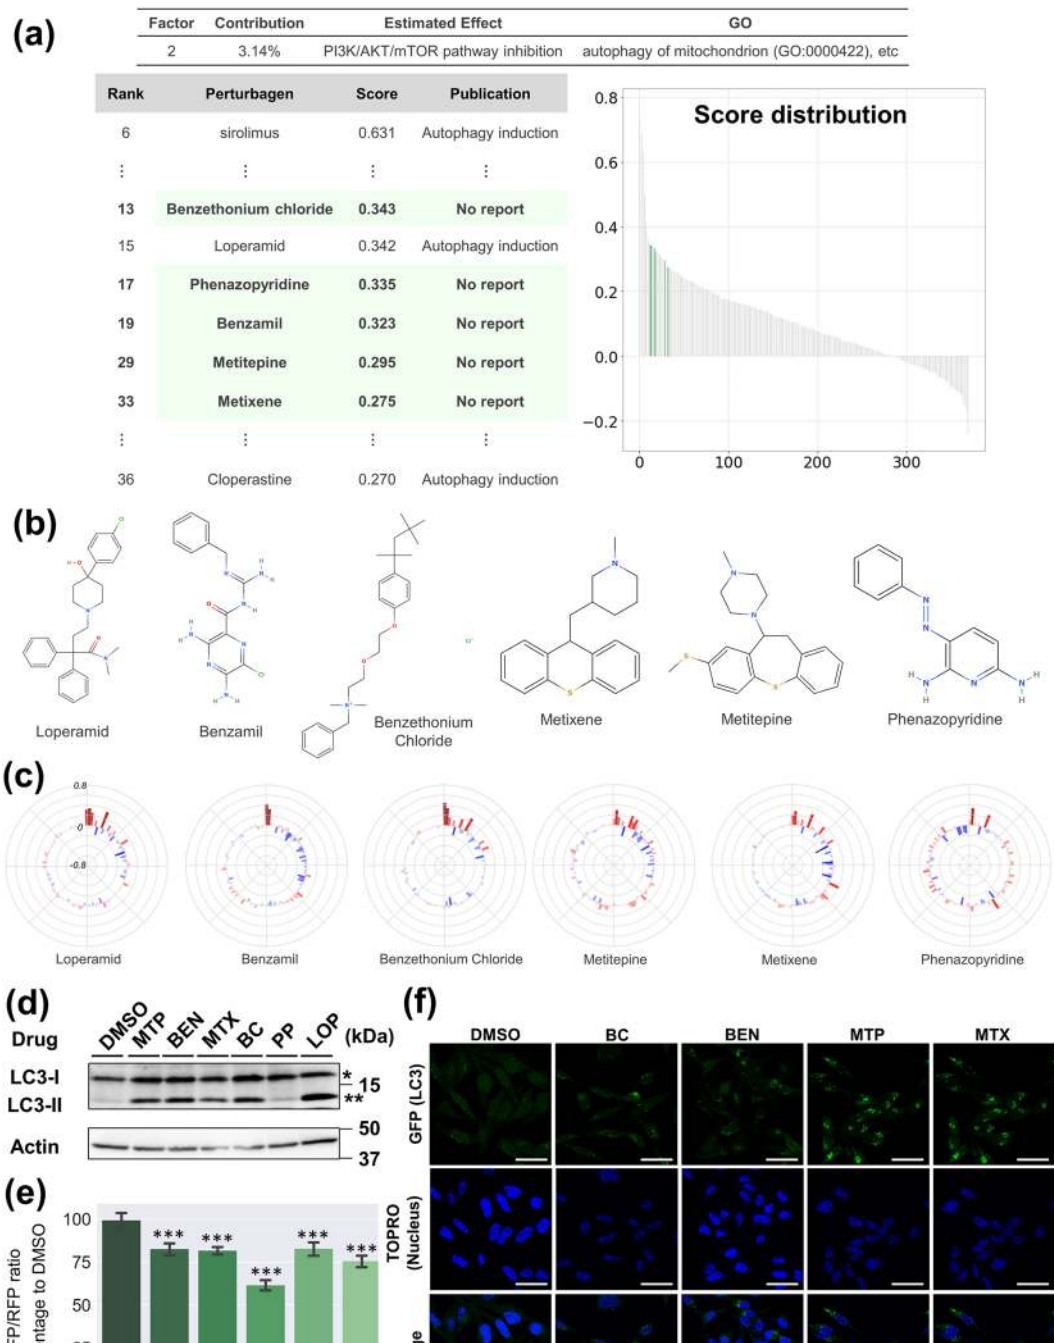 (a)
Factor Contribution Estimated Effect GO
2 3.14% PI3K/AKT/mTOR pathway inhibition autophagy of mitochondrion (GO:0000422), etc
Rank Perturbagen Score Publication
6 sirolimus 0.631 Autophagy induction
⋮ ⋮ ⋮ ⋮
13 Benzethonium chloride 0.343 No report
15 Loperamid 0.342 Autophagy induction
17 Phenazopyridine 0.335 No report
19 Benzamil 0.323 No report
29 Metitepine 0.295 No report
33 Metixene 0.275 No report
⋮ ⋮ ⋮ ⋮
36 Cloperastine 0.270 Autophagy induction
Score distribution
0.8
0.6
0.4
0.2
0.0
−0.2
0 100 200 300
(b)
Loperamid
Benzamil
Benzethonium
Chloride
Metixene
Metitepine
Phenazopyridine
(c)
0.8
0
-0.8
Loperamid Benzamil Benzethonium Chloride Metitepine Metixene Phenazopyridine
(d)
Drug DMSO MTP BEN MTX BC PP LOP (kDa)
LC3-I *
15
LC3-II **
50
Actin
37
(e)
100
75
50
*** *** *** *** ***
FP/RFP ratio
entage to DMSO
(f)
DMSO BC BEN MTP MTX
GFP (LC3)
TOPRO
(Nucleus)